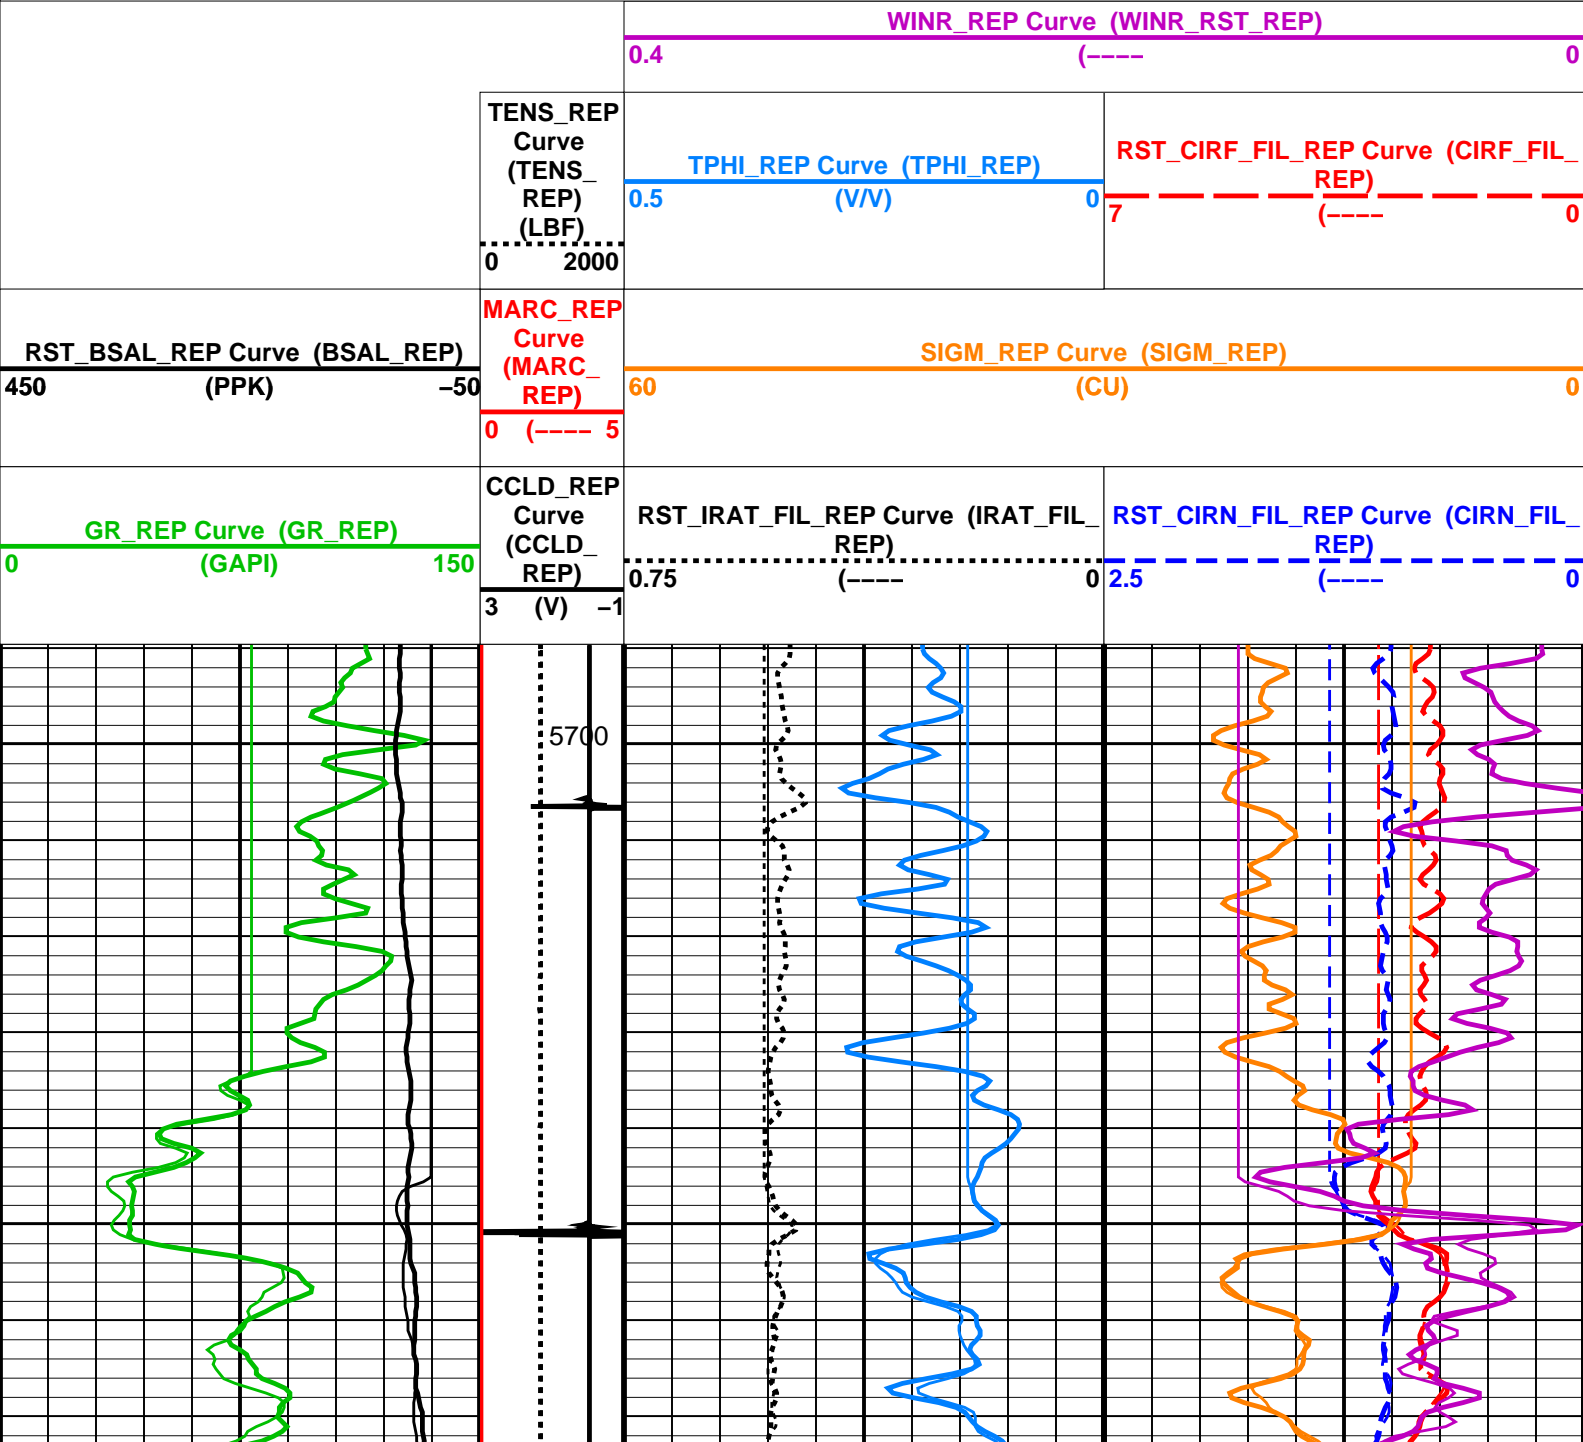 WINR_REP Curve (WINR_RST_REP)
0.4 (---- 0
TENS_REP
Curve
(TENS_
REP)
(LBF)
0 2000
TPHI_REP Curve (TPHI_REP)
0.5 (V/V) 0
RST_CIRF_FIL_REP Curve (CIRF_FIL_
REP)
7 (---- 0
RST_BSAL_REP Curve (BSAL_REP)
450 (PPK) -50
MARC_REP
Curve
(MARC_
REP)
0 (---- 5
SIGM_REP Curve (SIGM_REP)
60 (CU) 0
GR_REP Curve (GR_REP)
0 (GAPI) 150
CCLD_REP
Curve
(CCLD_
REP)
3 (V) -1
RST_IRAT_FIL_REP Curve (IRAT_FIL_
REP)
0.75 (---- 0
RST_CIRN_FIL_REP Curve (CIRN_FIL_
REP)
2.5 (---- 0
5700